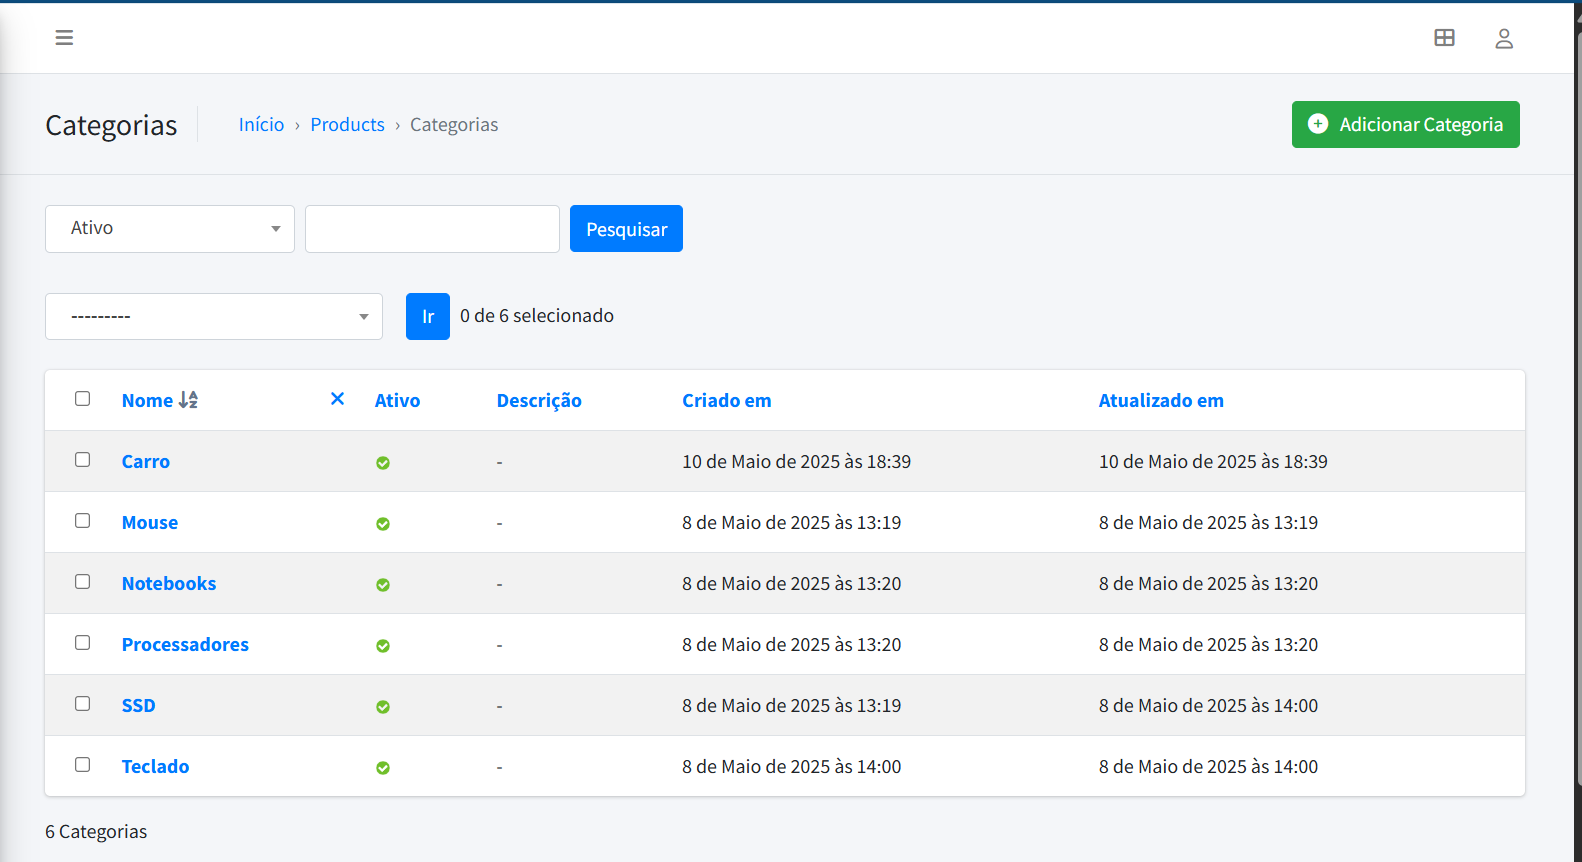 Categorias
Início › Products › Categorias
Adicionar Categoria
Ativo
Pesquisar
---------
Ir
0 de 6 selecionado
Nome Ativo Descrição Criado em Atualizado em
Carro - 10 de Maio de 2025 às 18:39 10 de Maio de 2025 às 18:39
Mouse - 8 de Maio de 2025 às 13:19 8 de Maio de 2025 às 13:19
Notebooks - 8 de Maio de 2025 às 13:20 8 de Maio de 2025 às 13:20
Processadores - 8 de Maio de 2025 às 13:20 8 de Maio de 2025 às 13:20
SSD - 8 de Maio de 2025 às 13:19 8 de Maio de 2025 às 14:00
Teclado - 8 de Maio de 2025 às 14:00 8 de Maio de 2025 às 14:00
6 Categorias